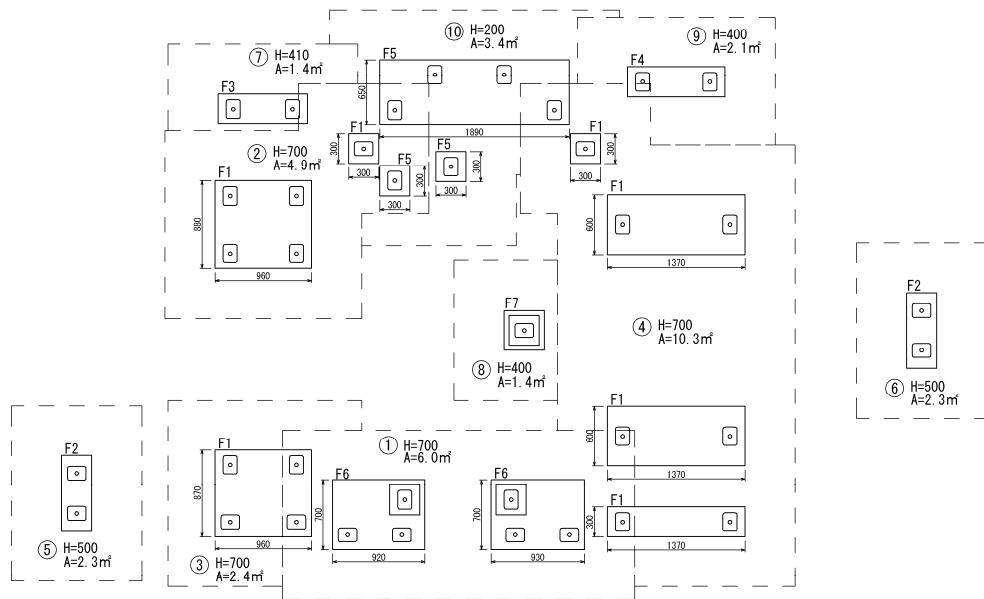 ⑩ H=200
A=3.4㎡
⑨ H=400
A=2.1㎡
⑦ H=410
A=1.4㎡
F5
650
1890
F4
F3
② H=700
A=4.9㎡
F1
300
300
F5
300
300
F5
300
300
F1
300
300
F1
880
960
F1
600
1370
F7
⑧ H=400
A=1.4㎡
④ H=700
A=10.3㎡
F2
⑥ H=500
A=2.3㎡
F1
600
1370
① H=700
A=6.0㎡
F2
⑤ H=500
A=2.3㎡
F1
870
960
③ H=700
A=2.4㎡
F6
700
920
F6
700
930
F1
300
1370